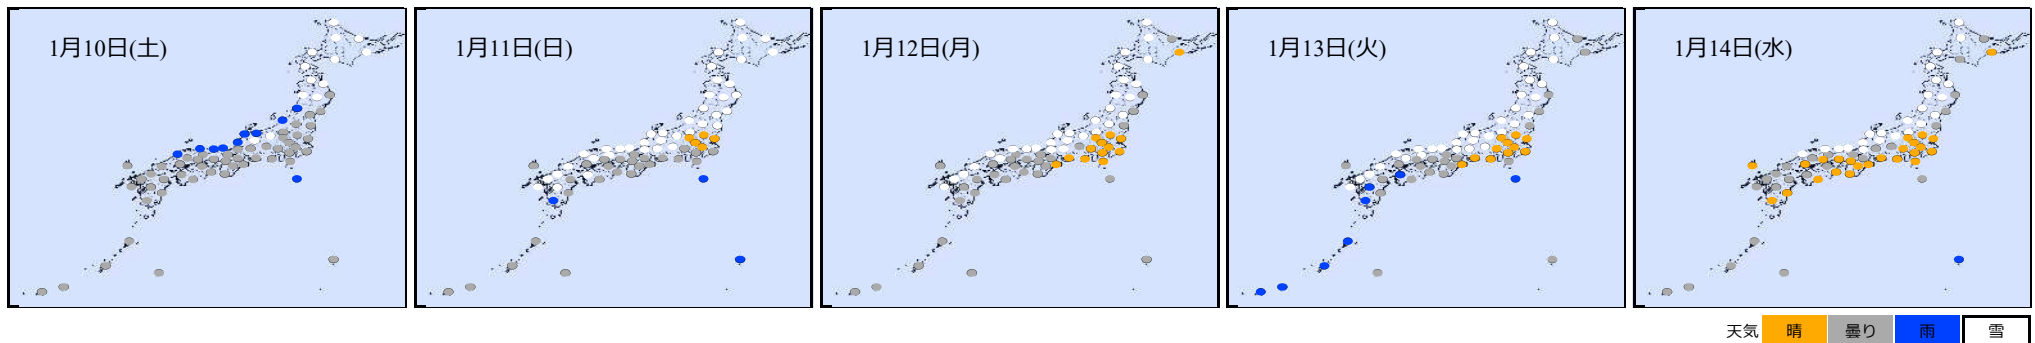 1月10日(土)
1月11日(日)
1月12日(月)
1月13日(火)
1月14日(水)
天気 晴 曇り 雨 雪